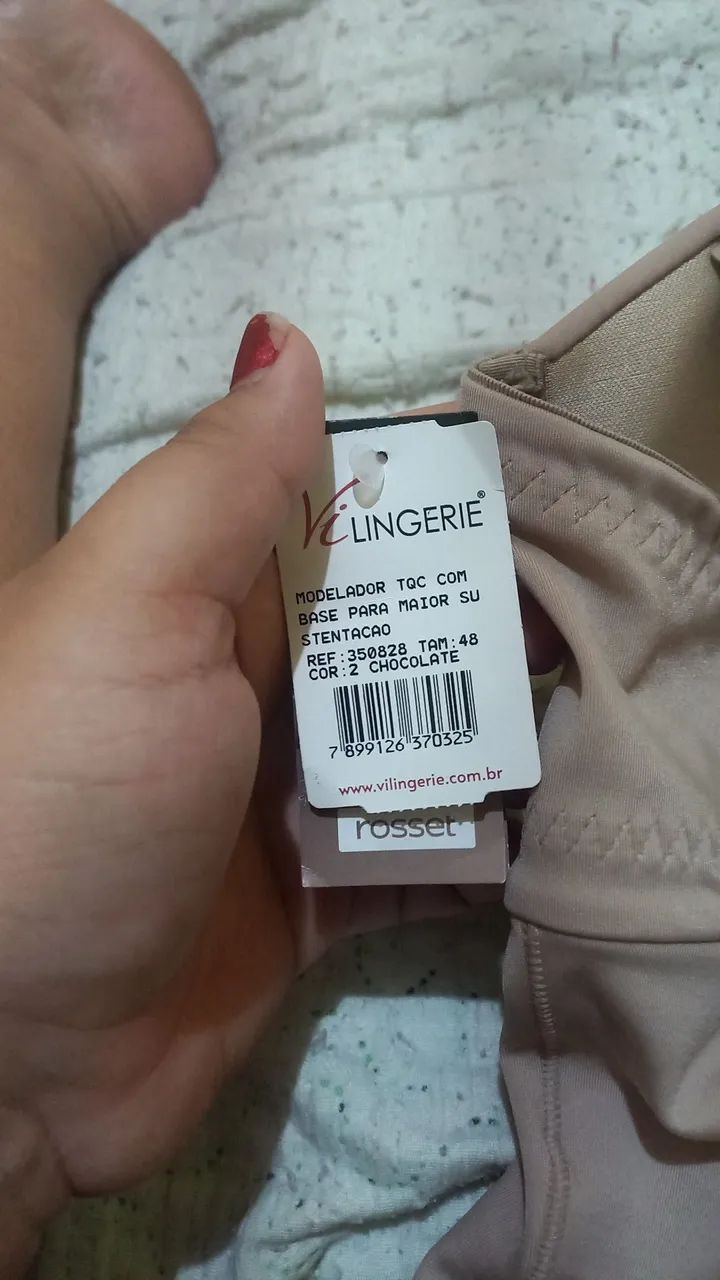 Vi LINGERIE®
MODELADOR TQC COM
BASE PARA MAIOR SU
STENTACAO
REF:350828 TAM:48
COR:2 CHOCOLATE
7 899126 370325
www.vilingerie.com.br
rosset